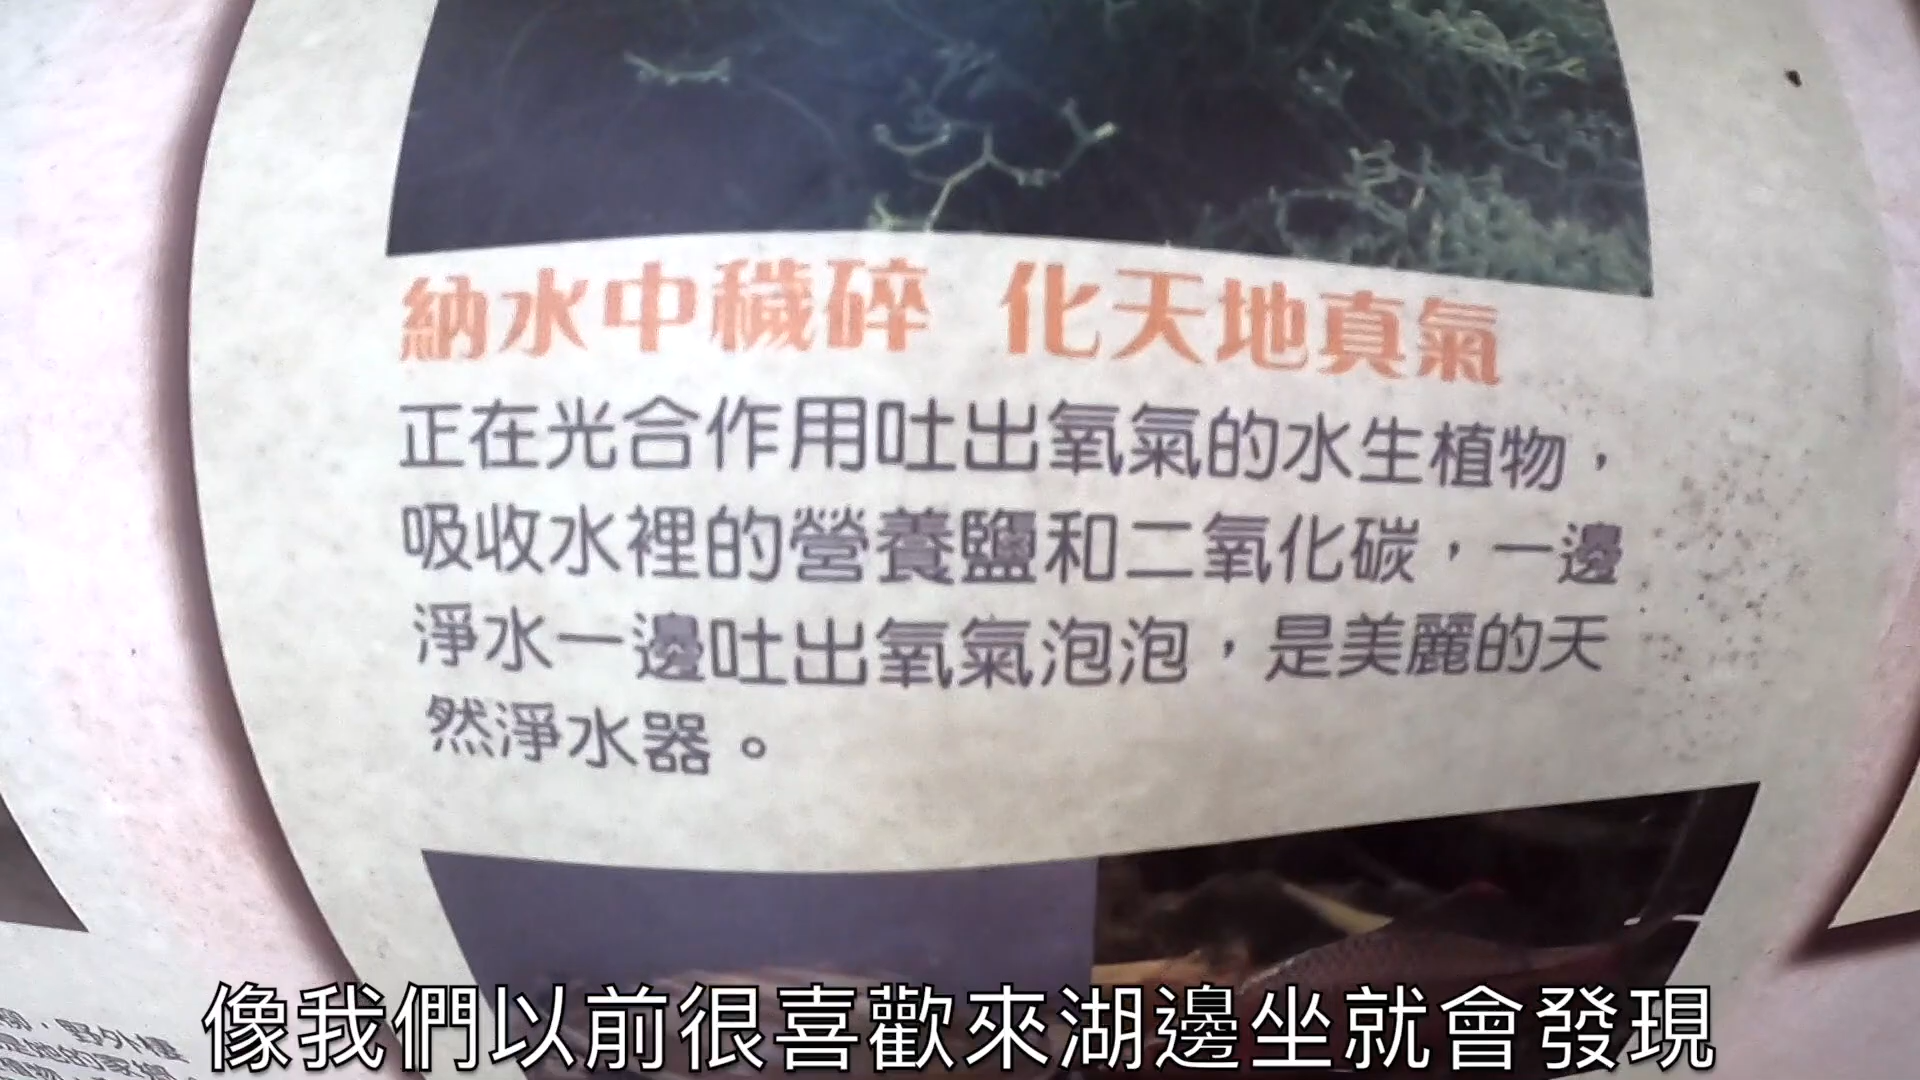 納水中穢碎 化天地真氣
正在光合作用吐出氧氣的水生植物，
吸收水裡的營養鹽和二氧化碳，一邊
淨水一邊吐出氧氣泡泡，是美麗的天
然淨水器。
像我們以前很喜歡來湖邊坐就會發現